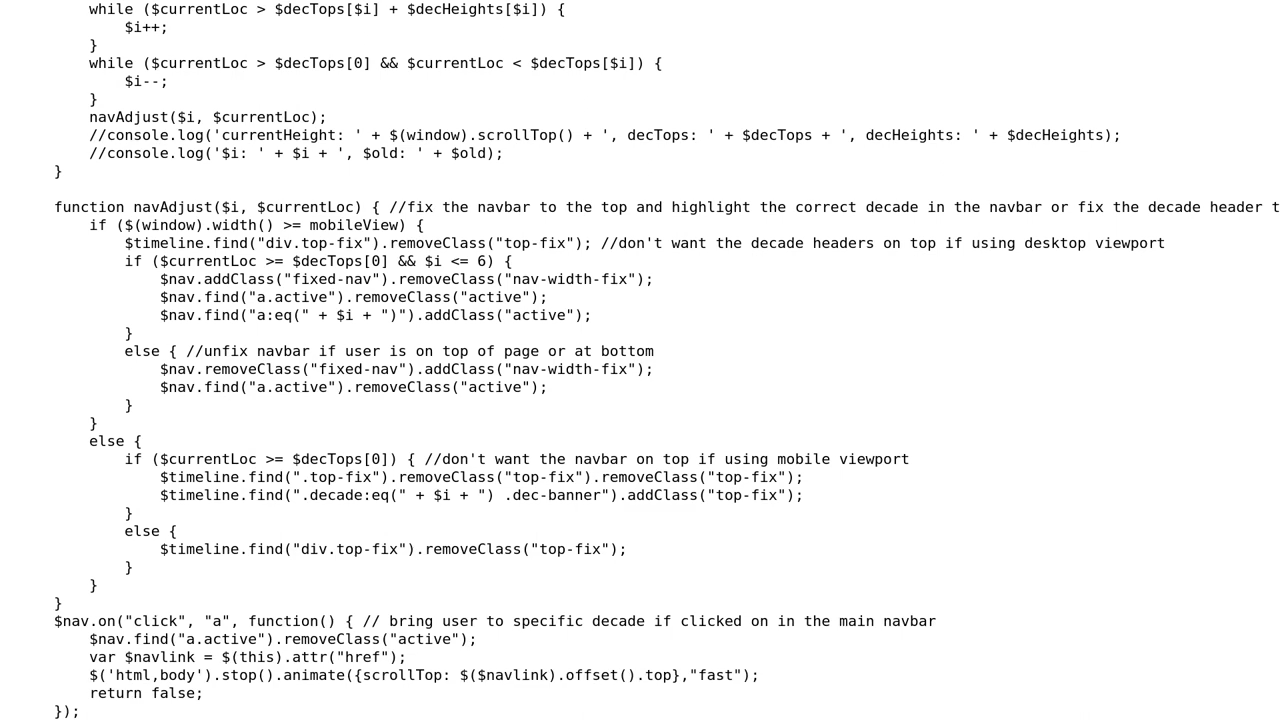 while ($currentLoc > $decTops[$i] + $decHeights[$i]) {
$i++;
}
while ($currentLoc > $decTops[0] && $currentLoc < $decTops[$i]) {
$i--;
}
navAdjust($i, $currentLoc);
//console.log('currentHeight: ' + $(window).scrollTop() + ', decTops: ' + $decTops + ', decHeights: ' + $decHeights);
//console.log('$i: ' + $i + ', $old: ' + $old);
}
function navAdjust($i, $currentLoc) { //fix the navbar to the top and highlight the correct decade in the navbar or fix the decade header t
if ($(window).width() >= mobileView) {
$timeline.find("div.top-fix").removeClass("top-fix"); //don't want the decade headers on top if using desktop viewport
if ($currentLoc >= $decTops[0] && $i <= 6) {
$nav.addClass("fixed-nav").removeClass("nav-width-fix");
$nav.find("a.active").removeClass("active");
$nav.find("a:eq(" + $i + ")").addClass("active");
}
else { //unfix navbar if user is on top of page or at bottom
$nav.removeClass("fixed-nav").addClass("nav-width-fix");
$nav.find("a.active").removeClass("active");
}
}
else {
if ($currentLoc >= $decTops[0]) { //don't want the navbar on top if using mobile viewport
$timeline.find(".top-fix").removeClass("top-fix").removeClass("top-fix");
$timeline.find(".decade:eq(" + $i + ") .dec-banner").addClass("top-fix");
}
else {
$timeline.find("div.top-fix").removeClass("top-fix");
}
}
}
$nav.on("click", "a", function() { // bring user to specific decade if clicked on in the main navbar
$nav.find("a.active").removeClass("active");
var $navlink = $(this).attr("href");
$('html,body').stop().animate({scrollTop: $($navlink).offset().top},"fast");
return false;
});